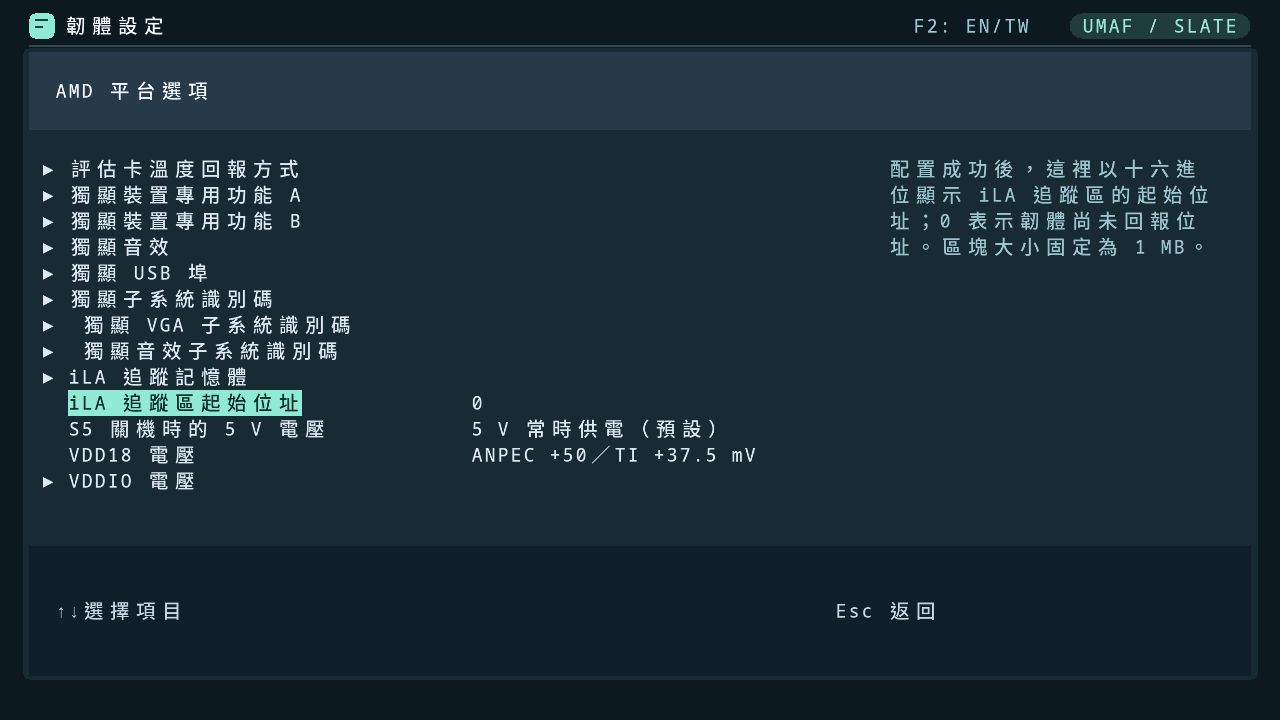 韌體設定
F2: EN/TW
UMAF / SLATE
AMD 平台選項
▶ 評估卡溫度回報方式
▶ 獨顯裝置專用功能 A
▶ 獨顯裝置專用功能 B
▶ 獨顯音效
▶ 獨顯 USB 埠
▶ 獨顯子系統識別碼
▶ 獨顯 VGA 子系統識別碼
▶ 獨顯音效子系統識別碼
▶ iLA 追蹤記憶體
iLA 追蹤區起始位址 0
S5 關機時的 5 V 電壓 5 V 常時供電（預設）
VDD18 電壓 ANPEC +50／TI +37.5 mV
▶ VDDIO 電壓
配置成功後，這裡以十六進
位顯示 iLA 追蹤區的起始位
址；0 表示韌體尚未回報位
址。區塊大小固定為 1 MB。
↑↓選擇項目
Esc 返回